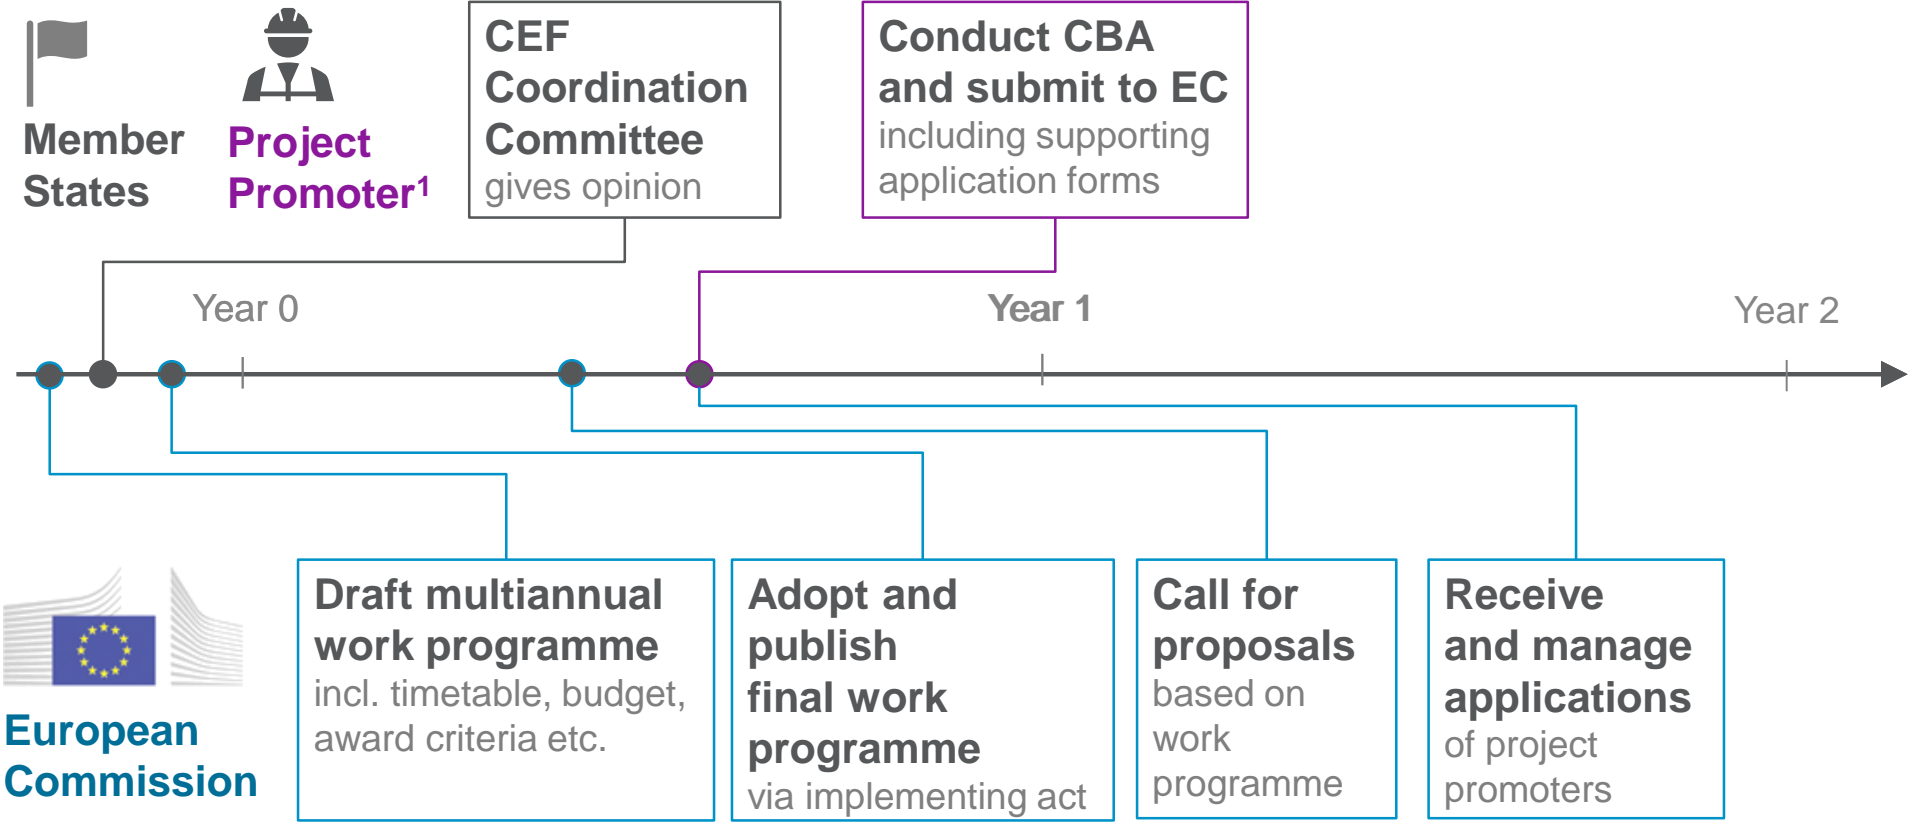 Member
States
Project
Promoter¹
CEF
Coordination
Committee
gives opinion
Conduct CBA
and submit to EC
including supporting
application forms
Year 0
Year 1
Year 2
European
Commission
Draft multiannual
work programme
incl. timetable, budget,
award criteria etc.
Adopt and
publish
final work
programme
via implementing act
Call for
proposals
based on
work
programme
Receive
and manage
applications
of project
promoters